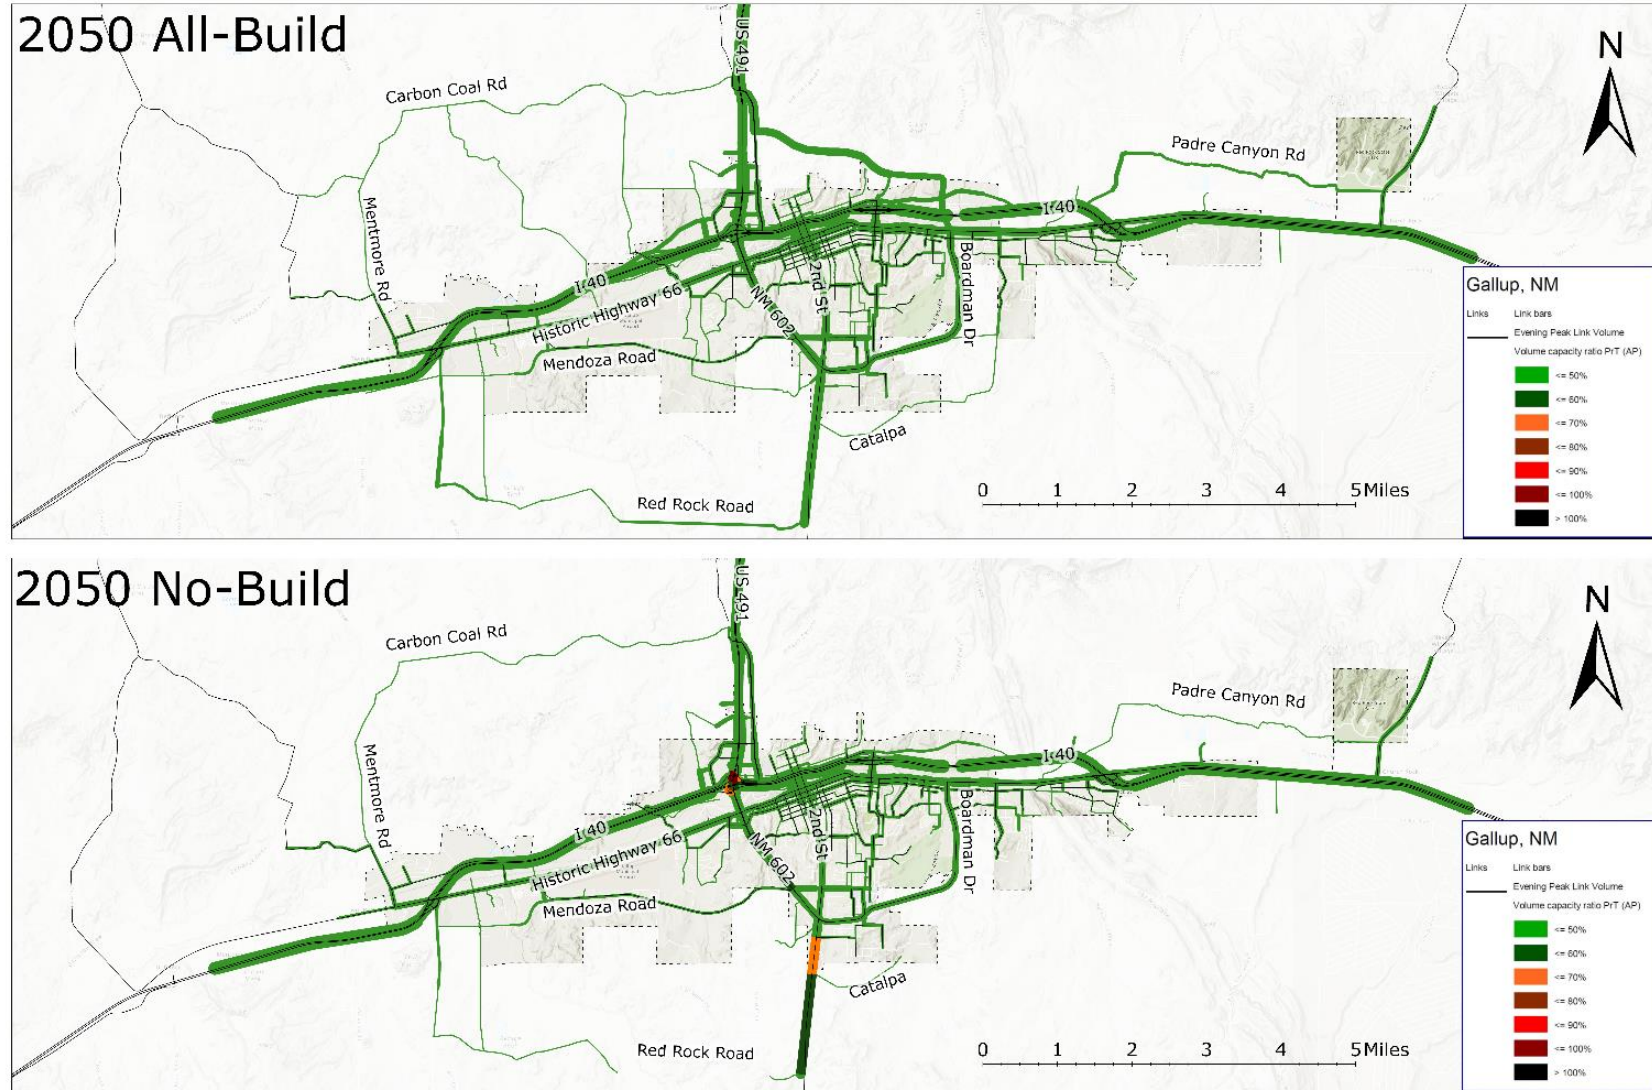 2050 All-Build
US-491
N
Carbon Coal Rd
Padre Canyon Rd
Mentmore Rd
I-40
Boardman Dr
2nd St
I-40
NM 602
Historic Highway 66
Mendoza Road
Catalpa
Red Rock Road
0 1 2 3 4 5 Miles
Gallup, NM
Links Link bars
Evening Peak Link Volume
Volume capacity ratio PrT (AP)
<= 50%
<= 60%
<= 70%
<= 80%
<= 90%
<= 100%
> 100%
2050 No-Build
US-491
N
Carbon Coal Rd
Padre Canyon Rd
Mentmore Rd
I-40
Boardman Dr
2nd St
I-40
NM 602
Historic Highway 66
Mendoza Road
Catalpa
Red Rock Road
0 1 2 3 4 5 Miles
Gallup, NM
Links Link bars
Evening Peak Link Volume
Volume capacity ratio PrT (AP)
<= 50%
<= 60%
<= 70%
<= 80%
<= 90%
<= 100%
> 100%